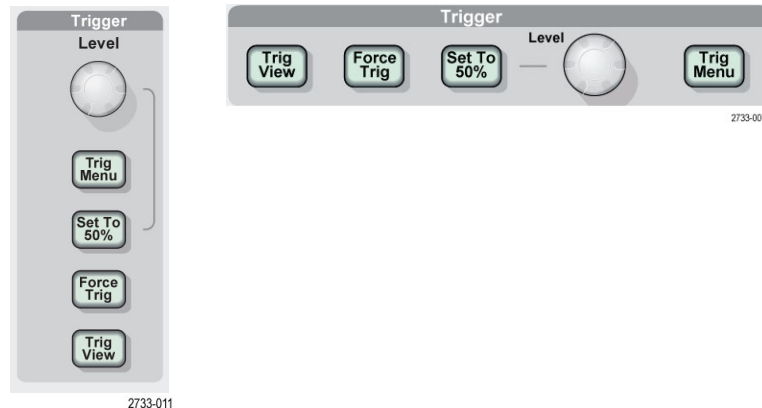 Trigger
Level
Trig
Menu
Set To
50%
Force
Trig
Trig
View
2733-011
Trigger
Trig
View
Force
Trig
Set To
50%
Level
Trig
Menu
2733-00